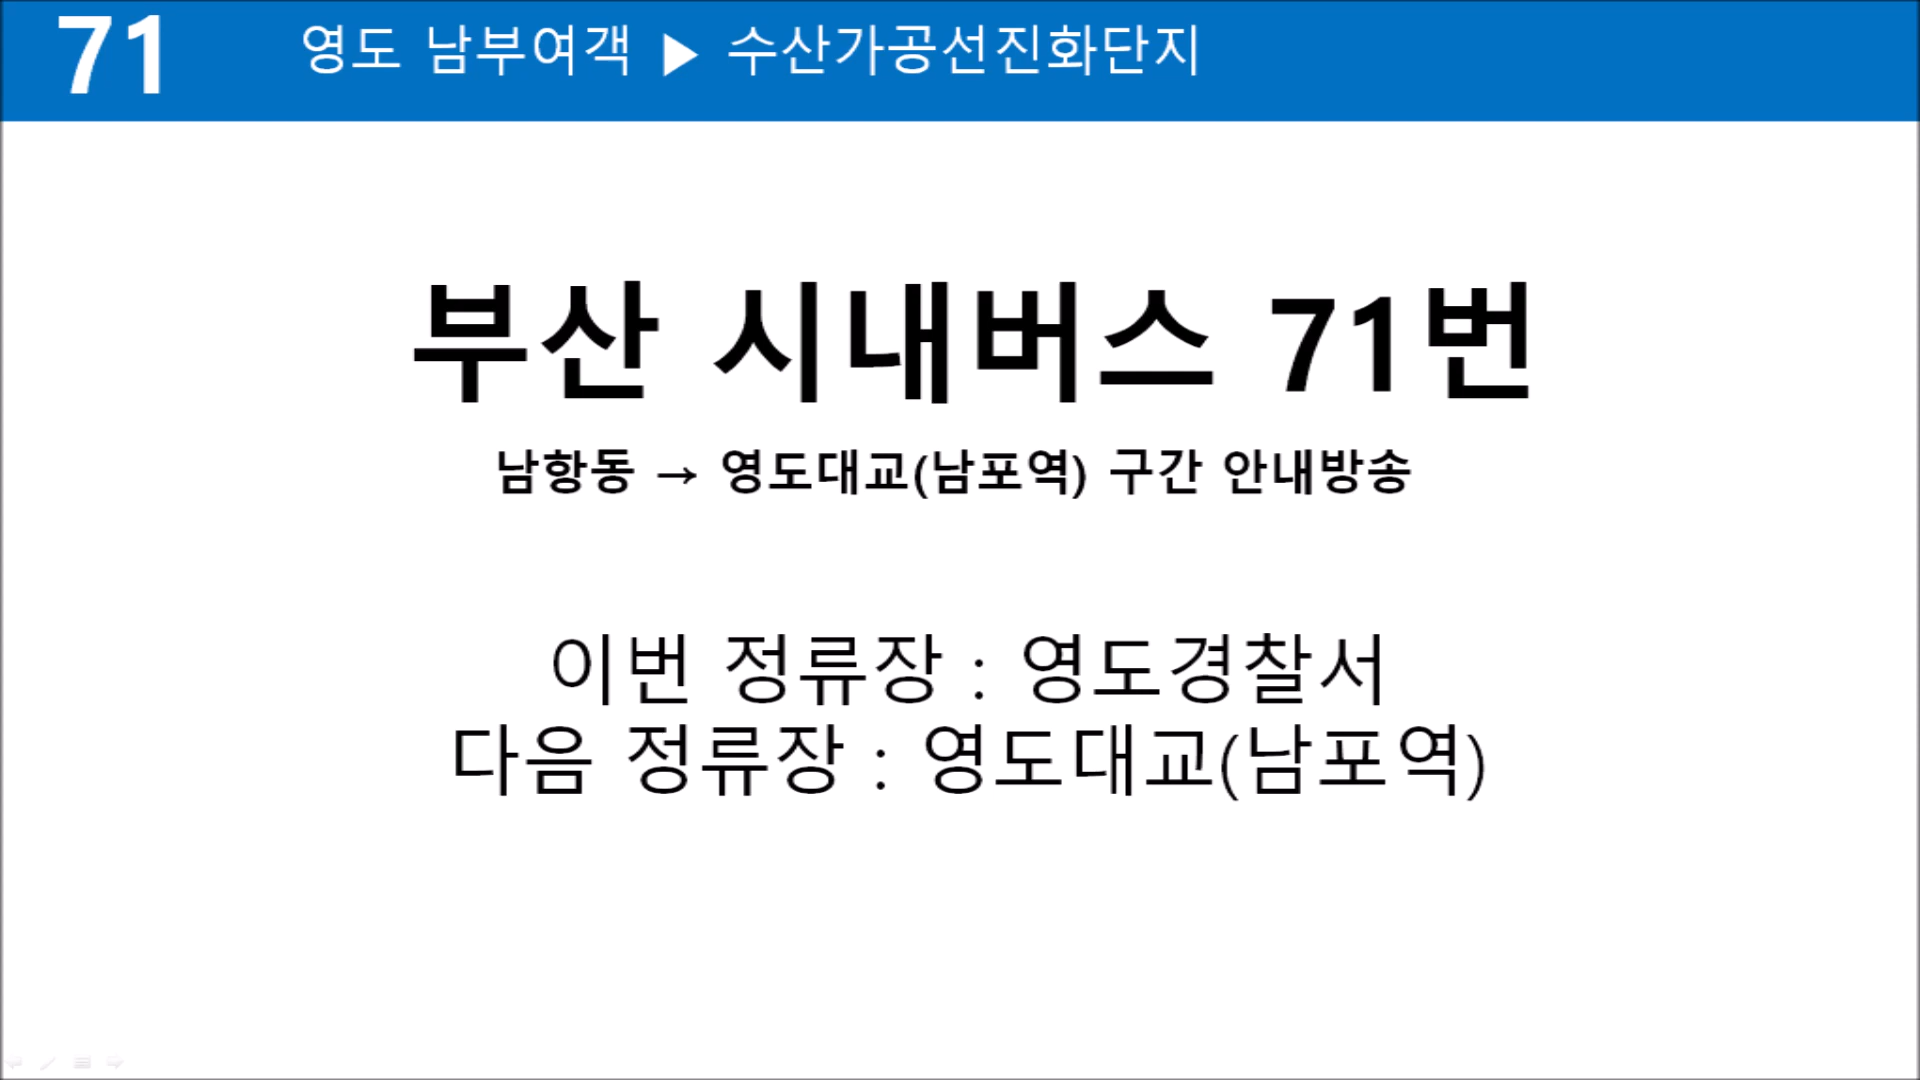 71 영도 남부여객 ▶ 수산가공선진화단지
부산 시내버스 71번
남항동 → 영도대교(남포역) 구간 안내방송
이번 정류장 : 영도경찰서
다음 정류장 : 영도대교(남포역)